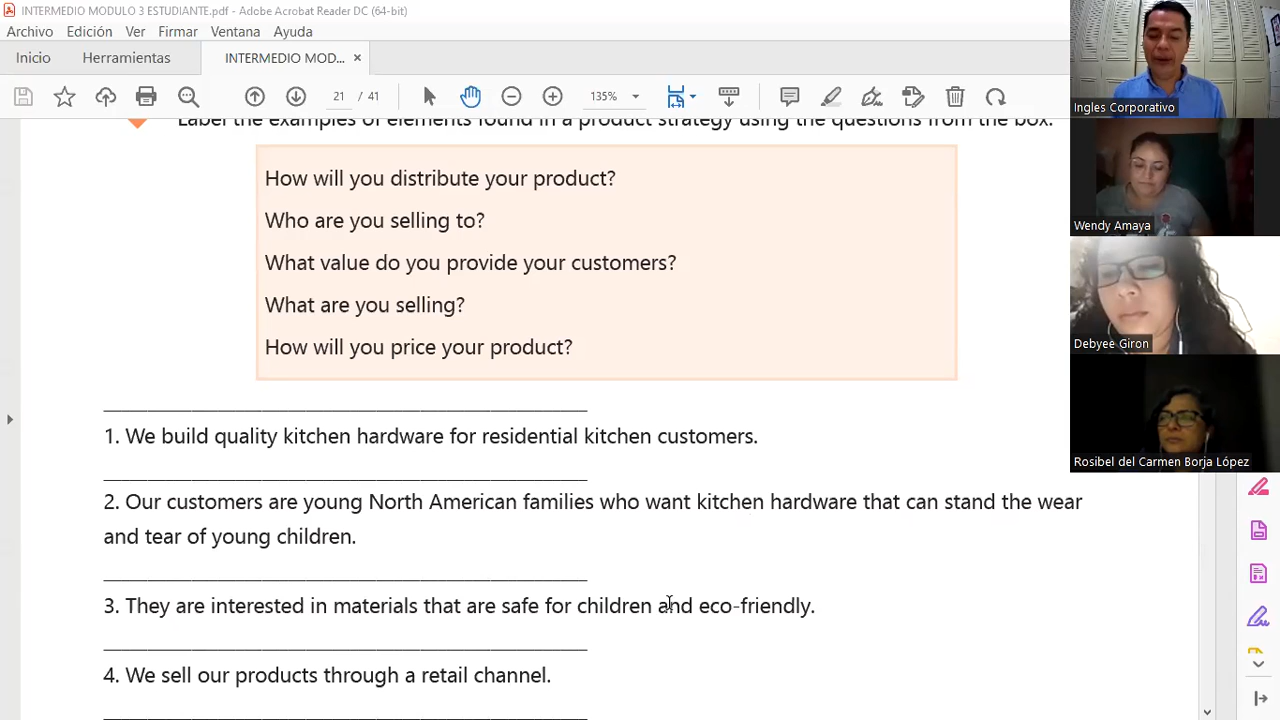 INTERMEDIO MODULO 3 ESTUDIANTE.pdf - Adobe Acrobat Reader DC (64-bit)
Archivo Edición Ver Firmar Ventana Ayuda
Inicio Herramientas INTERMEDIO MOD... ×
21 / 41 135%
Label the examples of elements found in a product strategy using the questions from the box.
How will you distribute your product?
Who are you selling to?
What value do you provide your customers?
What are you selling?
How will you price your product?
1. We build quality kitchen hardware for residential kitchen customers.
2. Our customers are young North American families who want kitchen hardware that can stand the wear
and tear of young children.
3. They are interested in materials that are safe for children and eco-friendly.
4. We sell our products through a retail channel.
Ingles Corporativo
Wendy Amaya
Debyee Giron
Rosibel del Carmen Borja López